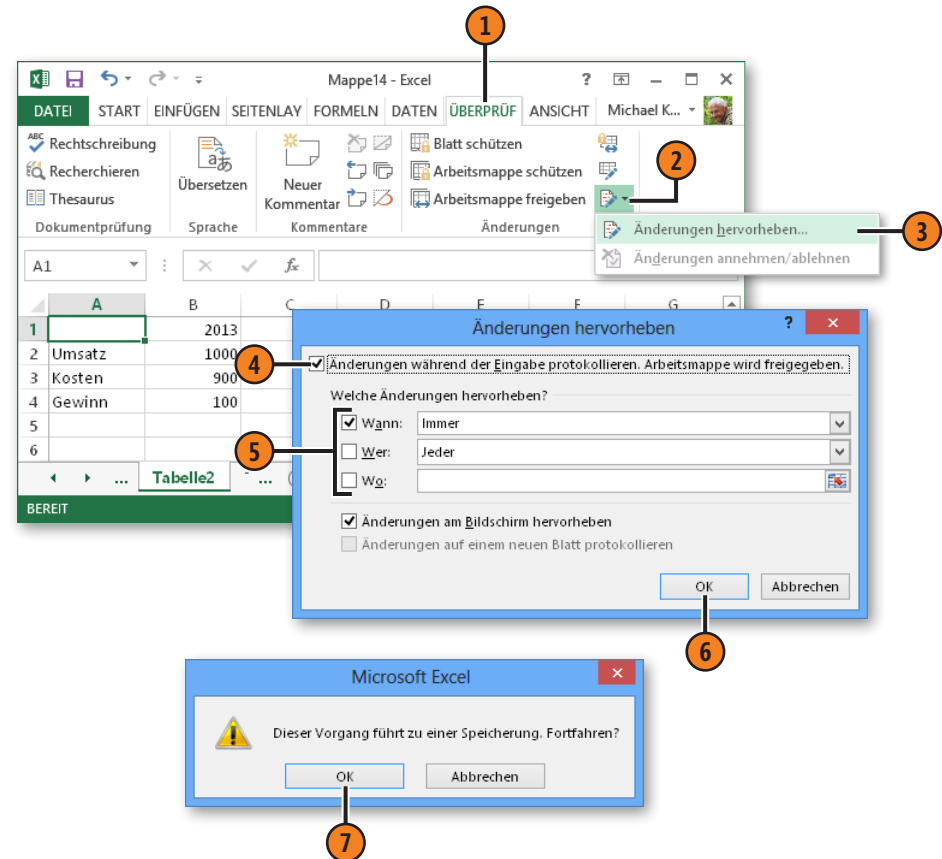 1
Mappe14 - Excel
?
DATEI START EINFÜGEN SEITENLAY FORMELN DATEN ÜBERPRÜF ANSICHT Michael K...
ABC
Rechtschreibung
Recherchieren
Thesaurus
Dokumentprüfung
aあ
Übersetzen
Sprache
Neuer
Kommentar
Kommentare
Blatt schützen
Arbeitsmappe schützen
Arbeitsmappe freigeben
Änderungen
2
Änderungen hervorheben...
3
Änderungen annehmen/ablehnen
A1
fx
A B C D E F G
1 2013
2 Umsatz 1000
3 Kosten 900
4 Gewinn 100
5
6
... Tabelle2 ...
BEREIT
Änderungen hervorheben ?
4
Änderungen während der Eingabe protokollieren. Arbeitsmappe wird freigegeben.
Welche Änderungen hervorheben?
5
Wann: Immer
Wer: Jeder
Wo:
Änderungen am Bildschirm hervorheben
Änderungen auf einem neuen Blatt protokollieren
OK Abbrechen
6
Microsoft Excel
Dieser Vorgang führt zu einer Speicherung. Fortfahren?
OK Abbrechen
7